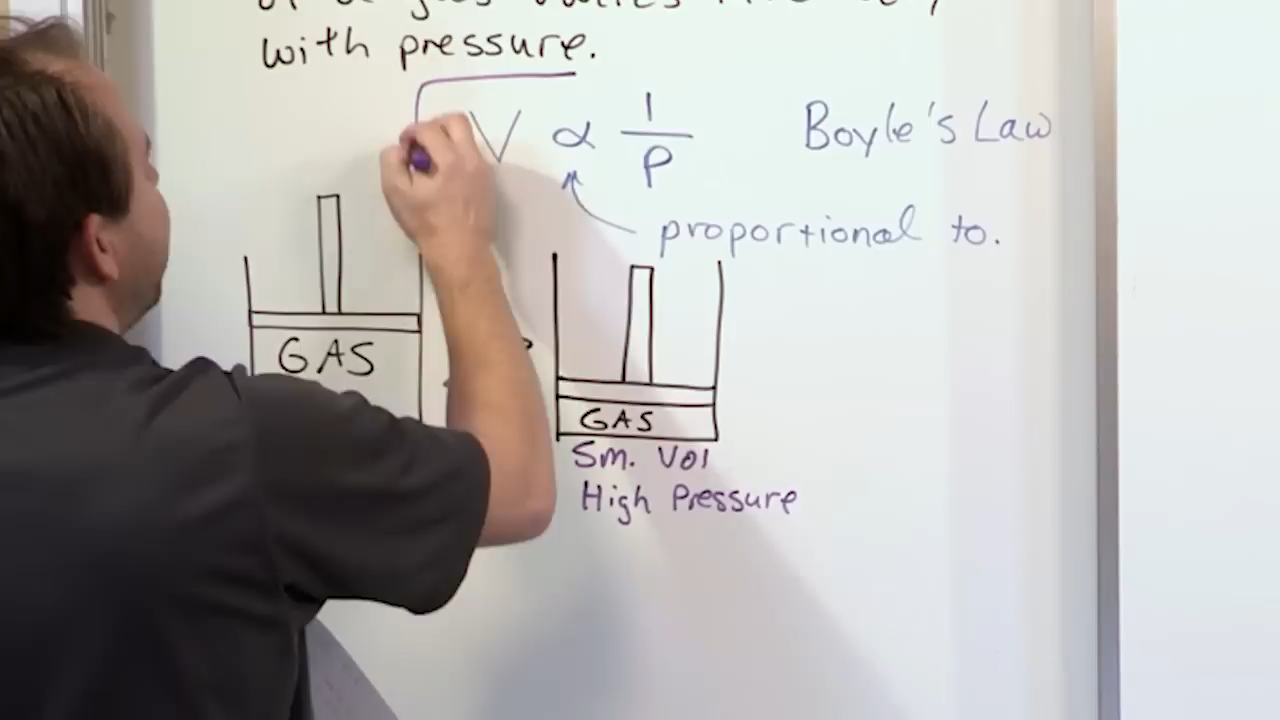 with pressure.
V ∝ 1/P Boyle's Law
proportional to.
GAS
GAS
Sm. Vol
High Pressure